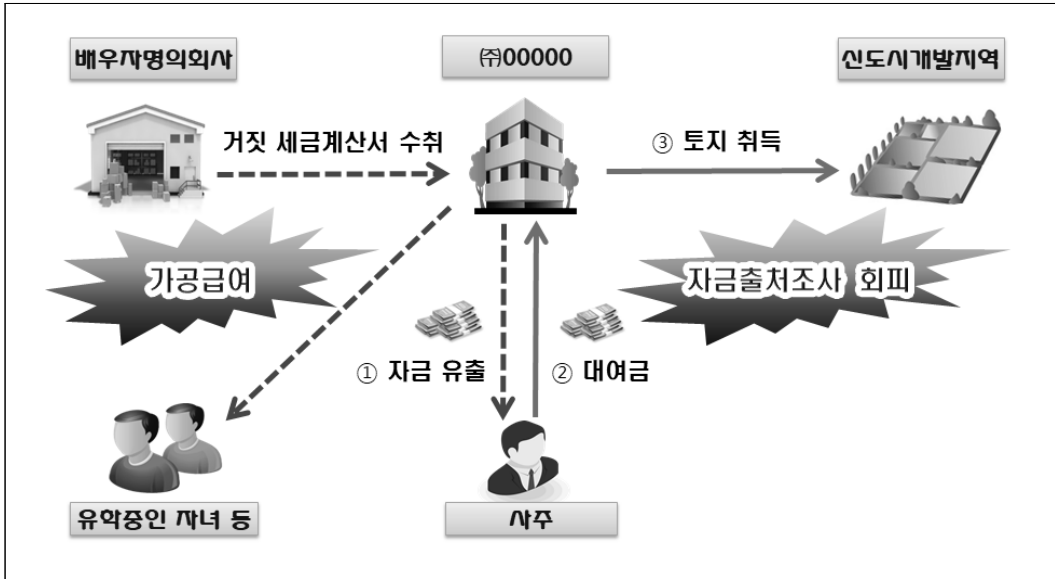 배우자명의회사
㈜00000
신도시개발지역
거짓 세금계산서 수취
③ 토지 취득
가공급여
자금출처조사 회피
① 자금 유출
② 대여금
유학중인 자녀 등
사주